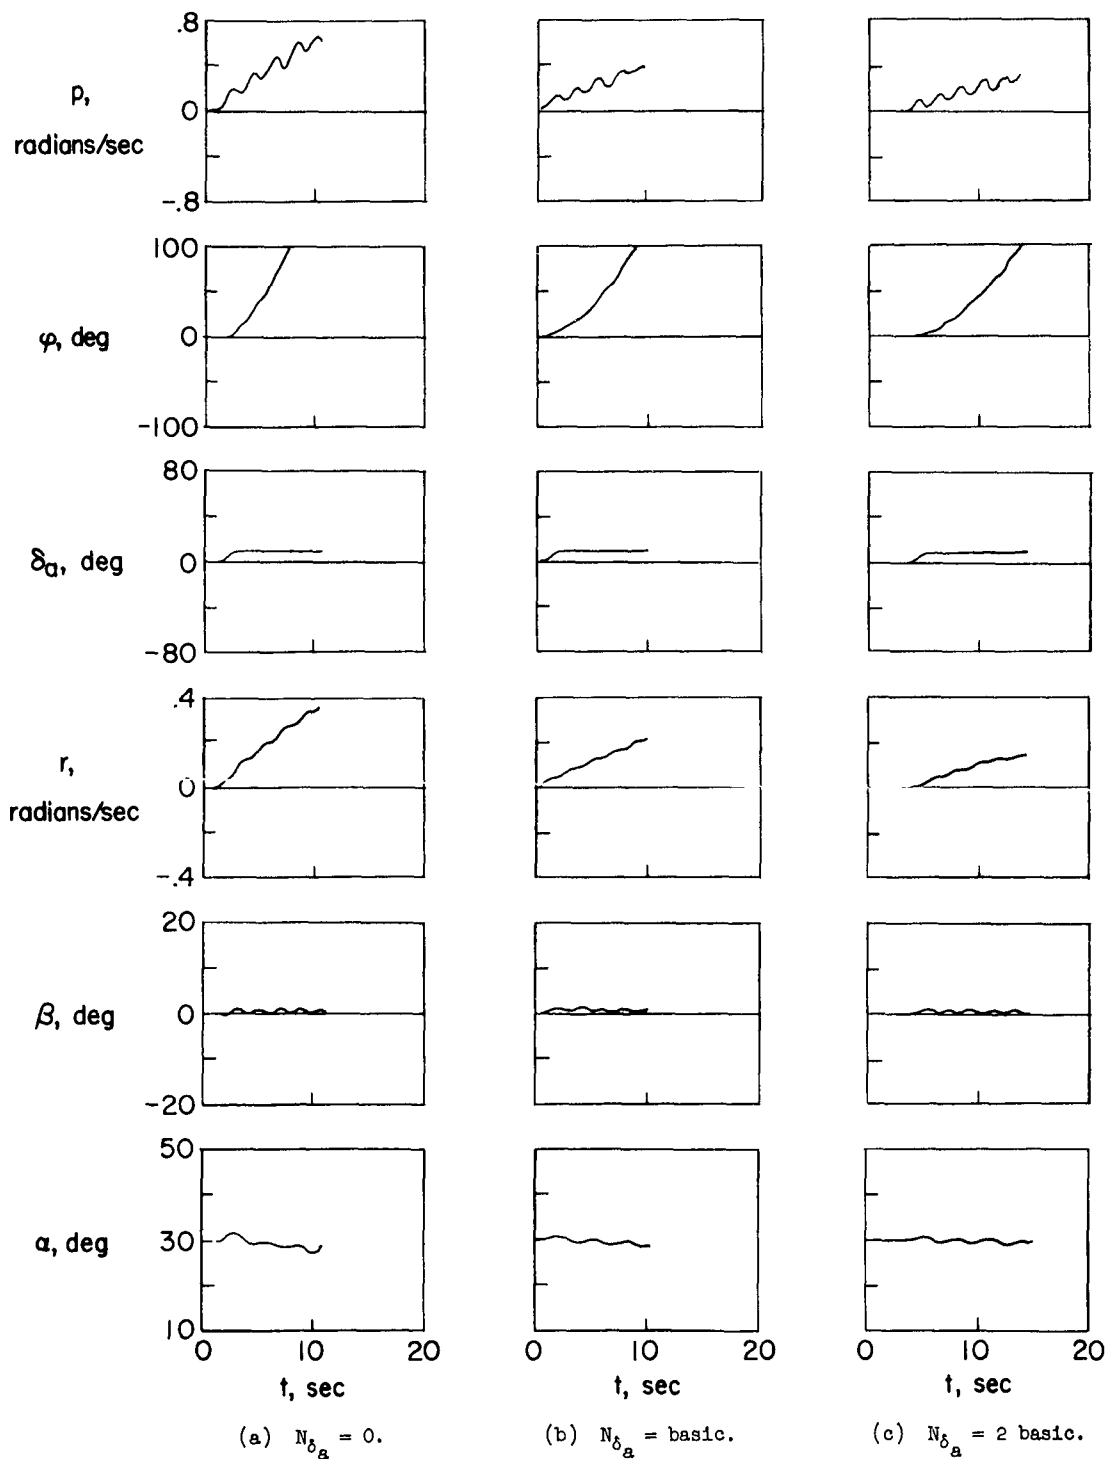 .8
p,
0
radians/sec
-.8
100
φ, deg
0
-100
80
δa, deg
0
-80
.4
r,
0
radians/sec
-.4
20
β, deg
0
-20
50
α, deg
30
10
0 10 20
0 10 20
0 10 20
t, sec
t, sec
t, sec
(a) Nδa = 0.
(b) Nδa = basic.
(c) Nδa = 2 basic.